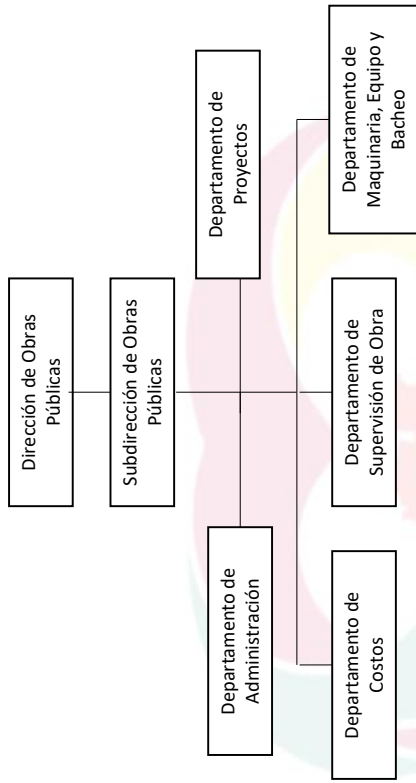 Dirección de Obras
Públicas
Subdirección de Obras
Públicas
Departamento de
Administración
Departamento de
Proyectos
Departamento de
Costos
Departamento de
Supervisión de Obra
Departamento de
Maquinaria, Equipo y
Bacheo